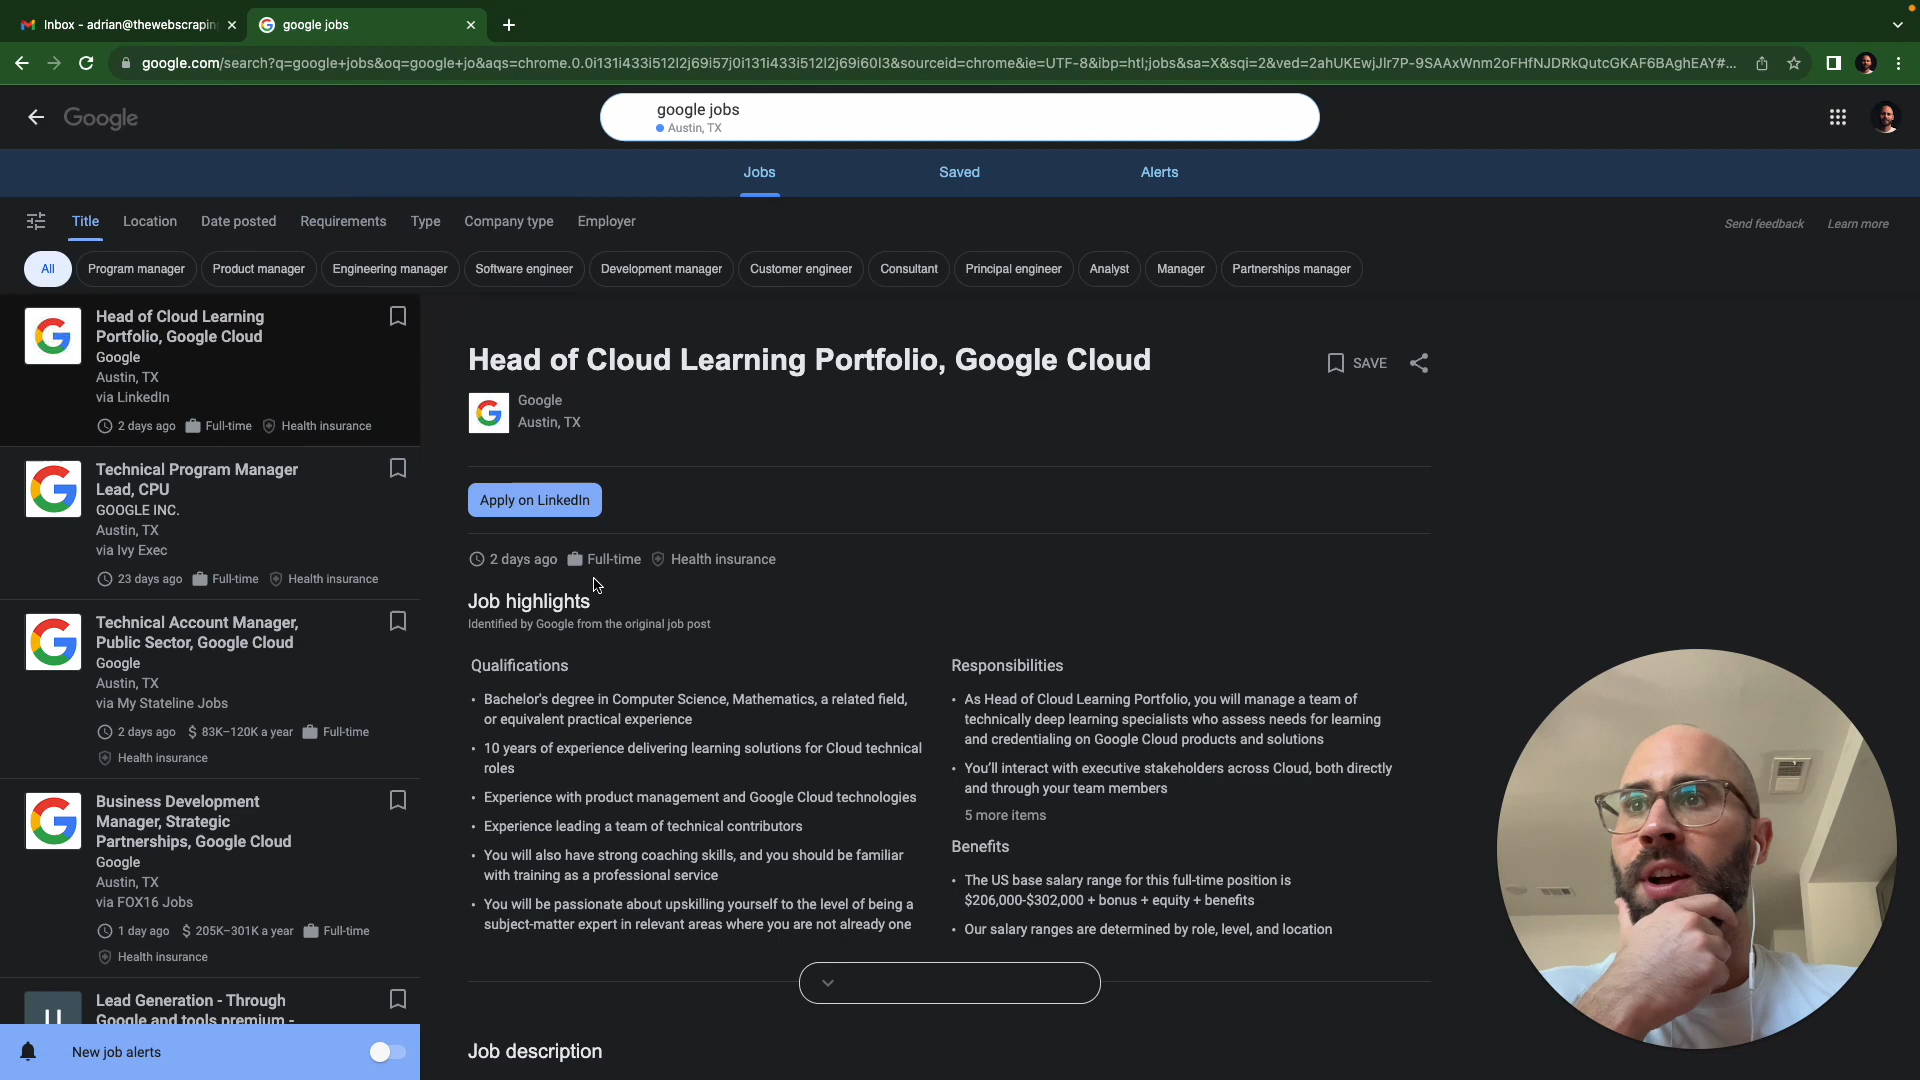 Inbox - adrian@thewebscrapin
google jobs
google.com/search?q=google+jobs&oq=google+jo&aqs=chrome.0.0i131i433i512l2j69i57j0i131i433i512l2j69i60l3&sourceid=chrome&ie=UTF-8&ibp=htl;jobs&sa=X&sqi=2&ved=2ahUKEwjJlr7P-9SAAxWnm2oFHfNJDRkQutcGKAF6BAghEAY#...
Google
google jobs
Austin, TX
Jobs
Saved
Alerts
Title
Location
Date posted
Requirements
Type
Company type
Employer
Send feedback
Learn more
All
Program manager
Product manager
Engineering manager
Software engineer
Development manager
Customer engineer
Consultant
Principal engineer
Analyst
Manager
Partnerships manager
Head of Cloud Learning
Portfolio, Google Cloud
Google
Austin, TX
via LinkedIn
2 days ago Full-time Health insurance
Technical Program Manager
Lead, CPU
GOOGLE INC.
Austin, TX
via Ivy Exec
23 days ago Full-time Health insurance
Technical Account Manager,
Public Sector, Google Cloud
Google
Austin, TX
via My Stateline Jobs
2 days ago $ 83K–120K a year Full-time
Health insurance
Business Development
Manager, Strategic
Partnerships, Google Cloud
Google
Austin, TX
via FOX16 Jobs
1 day ago $ 205K–301K a year Full-time
Health insurance
Lead Generation - Through
Google and tools premium -
New job alerts
Head of Cloud Learning Portfolio, Google Cloud
SAVE
Google
Austin, TX
Apply on LinkedIn
2 days ago Full-time Health insurance
Job highlights
Identified by Google from the original job post
Qualifications
• Bachelor's degree in Computer Science, Mathematics, a related field,
or equivalent practical experience
• 10 years of experience delivering learning solutions for Cloud technical
roles
• Experience with product management and Google Cloud technologies
• Experience leading a team of technical contributors
• You will also have strong coaching skills, and you should be familiar
with training as a professional service
• You will be passionate about upskilling yourself to the level of being a
subject-matter expert in relevant areas where you are not already one
Responsibilities
• As Head of Cloud Learning Portfolio, you will manage a team of
technically deep learning specialists who assess needs for learning
and credentialing on Google Cloud products and solutions
• You'll interact with executive stakeholders across Cloud, both directly
and through your team members
5 more items
Benefits
• The US base salary range for this full-time position is
$206,000-$302,000 + bonus + equity + benefits
• Our salary ranges are determined by role, level, and location
Job description